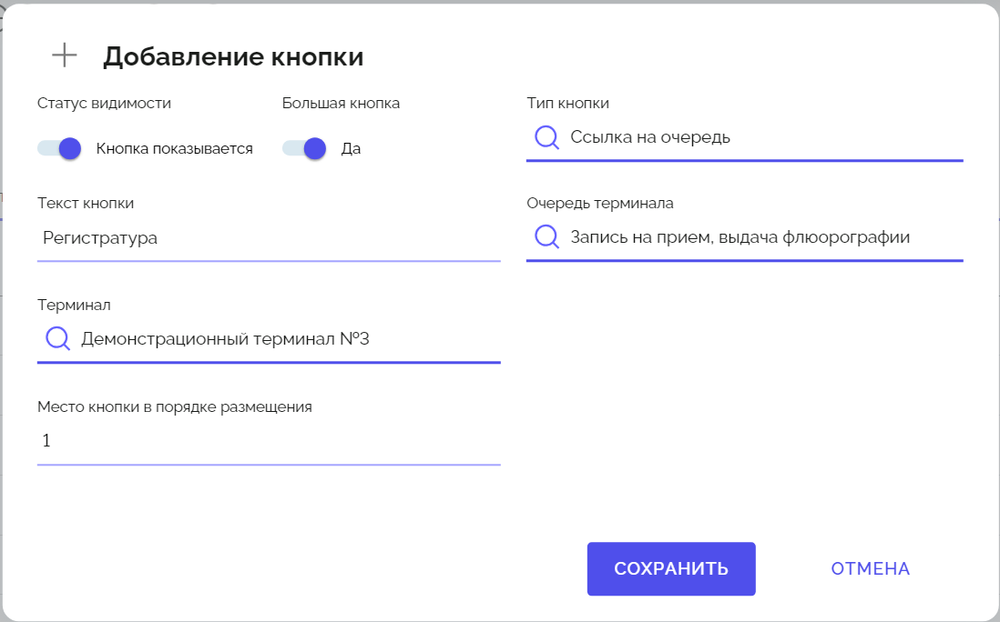 Добавление кнопки
Статус видимости
Большая кнопка
Кнопка показывается
Да
Текст кнопки
Регистратура
Терминал
Демонстрационный терминал №3
Место кнопки в порядке размещения
1
Тип кнопки
Ссылка на очередь
Очередь терминала
Запись на прием, выдача флюорографии
СОХРАНИТЬ
ОТМЕНА